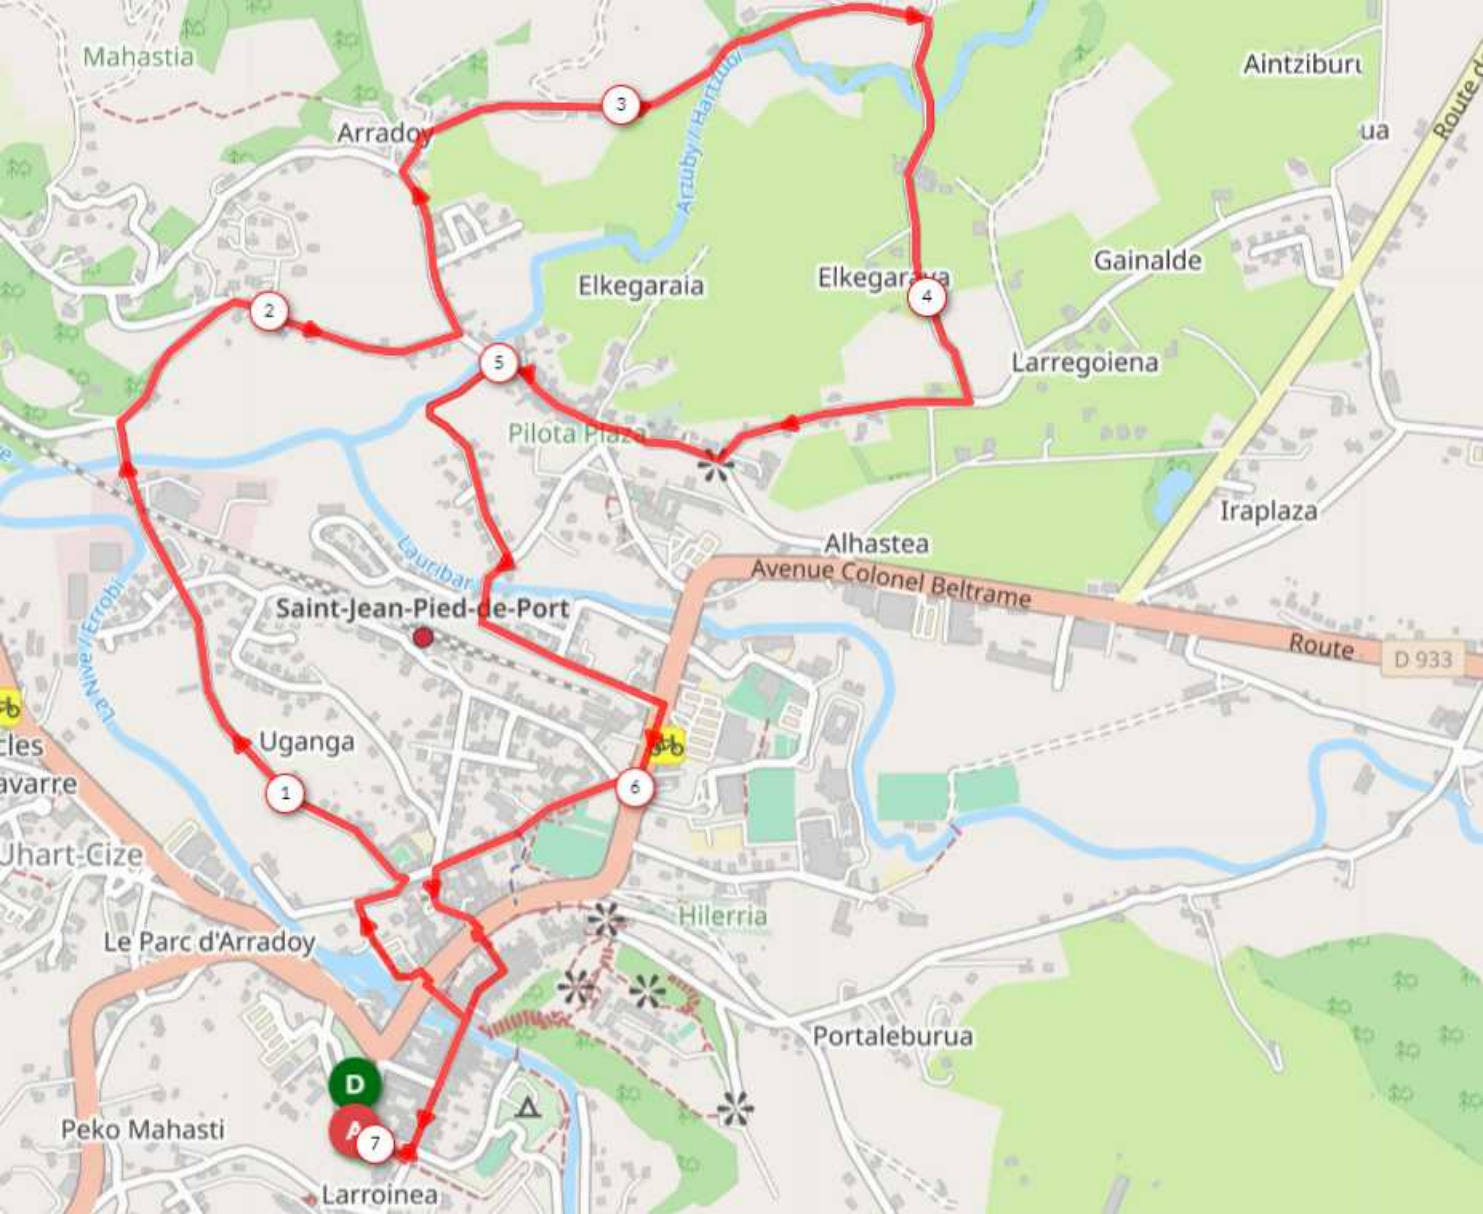 Mahastia
Aintziburu
Route de
3
Arradoy
ua
Arzuby / Hartzubi
Gainalde
Elkegaraia
Elkegaraya
4
2
5
Larregoiena
Pilota Plaza
Iraplaza
Alhastea
Lauribar
Avenue Colonel Beltrame
Saint-Jean-Pied-de-Port
La Nive / Errobi
Route
D 933
Uganga
cles
avarre
1
6
Uhart-Cize
Hilerria
Le Parc d'Arradoy
Portaleburua
D
A
7
Peko Mahasti
Larroinea